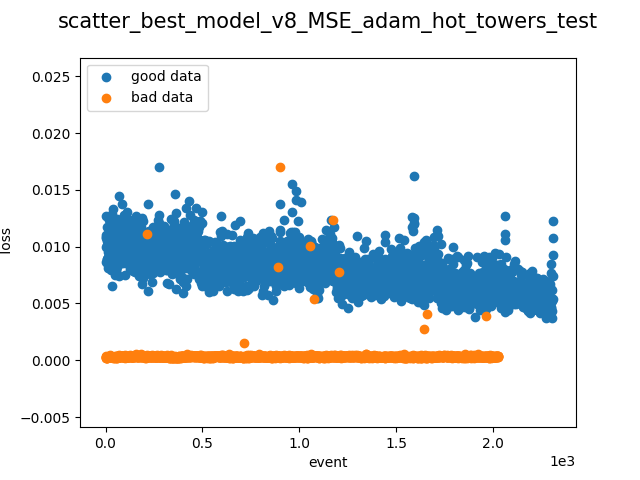 scatter_best_model_v8_MSE_adam_hot_towers_test
good data
bad data
0.025
0.020
0.015
0.010
0.005
0.000
−0.005
loss
0.0
0.5
1.0
1.5
2.0
1e3
event